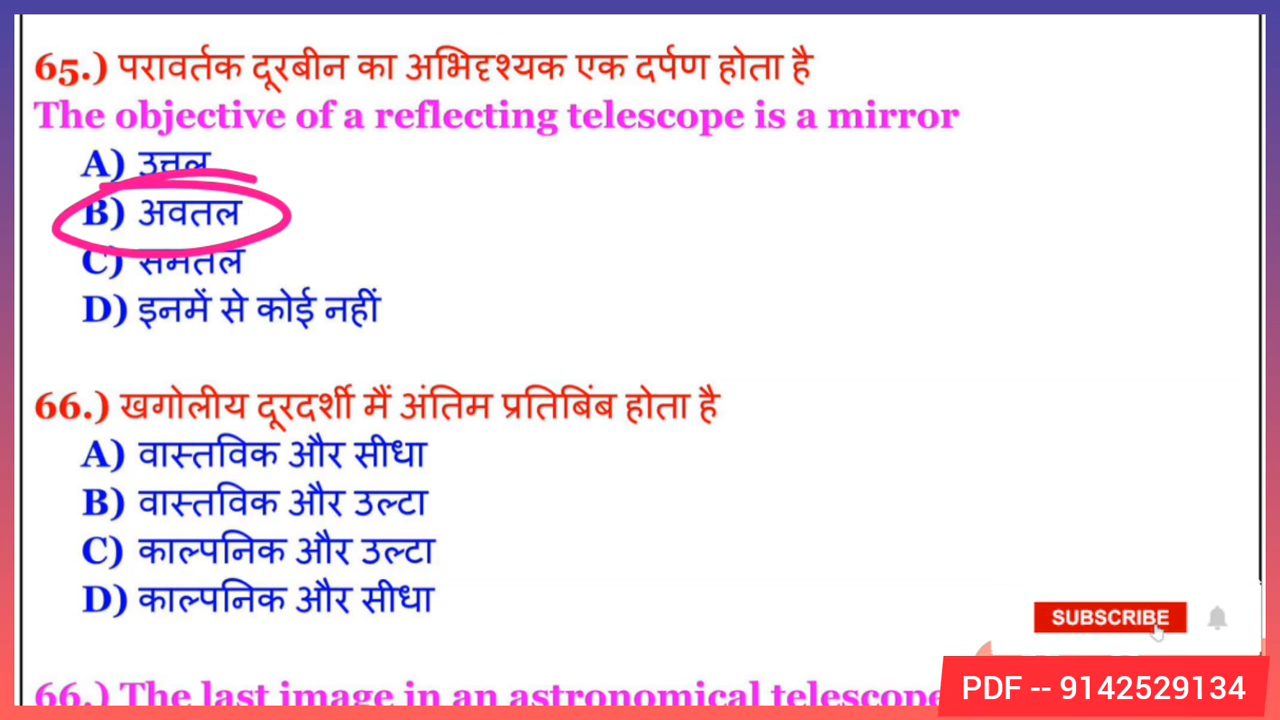 65.) परावर्तक दूरबीन का अभिदृश्यक एक दर्पण होता है
The objective of a reflecting telescope is a mirror
A) उत्तल
B) अवतल
C) समतल
D) इनमें से कोई नहीं
66.) खगोलीय दूरदर्शी मैं अंतिम प्रतिबिंब होता है
A) वास्तविक और सीधा
B) वास्तविक और उल्टा
C) काल्पनिक और उल्टा
D) काल्पनिक और सीधा
SUBSCRIBE
66.) The last image in an astronomical telescope
PDF -- 9142529134